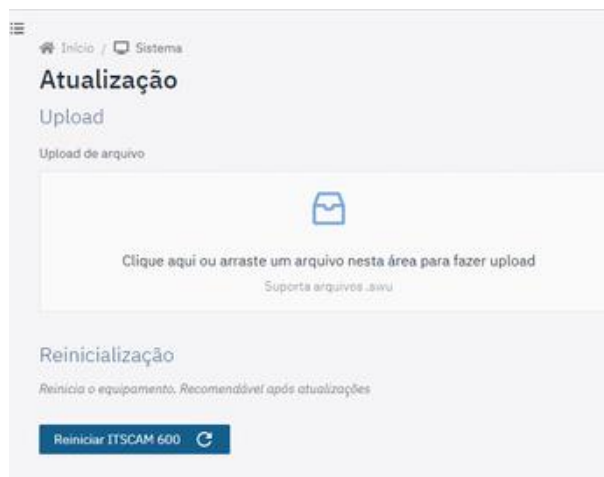 Início / Sistema
Atualização
Upload
Upload de arquivo
Clique aqui ou arraste um arquivo nesta área para fazer upload
Suporta arquivos .swu
Reinicialização
Reinicia o equipamento. Recomendável após atualizações
Reiniciar ITSCAM 600